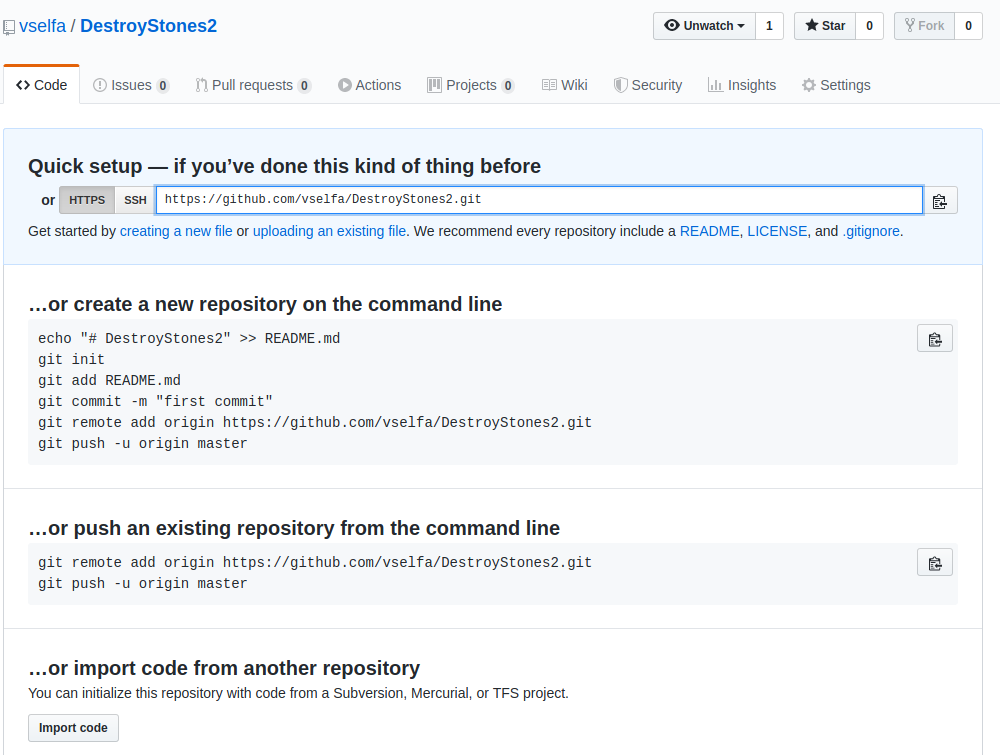 vselfa / DestroyStones2
Unwatch 1 Star 0 Fork 0
Code Issues 0 Pull requests 0 Actions Projects 0 Wiki Security Insights Settings
Quick setup — if you’ve done this kind of thing before
or HTTPS SSH https://github.com/vselfa/DestroyStones2.git
Get started by creating a new file or uploading an existing file. We recommend every repository include a README, LICENSE, and .gitignore.
…or create a new repository on the command line
echo "# DestroyStones2" >> README.md
git init
git add README.md
git commit -m "first commit"
git remote add origin https://github.com/vselfa/DestroyStones2.git
git push -u origin master
…or push an existing repository from the command line
git remote add origin https://github.com/vselfa/DestroyStones2.git
git push -u origin master
…or import code from another repository
You can initialize this repository with code from a Subversion, Mercurial, or TFS project.
Import code